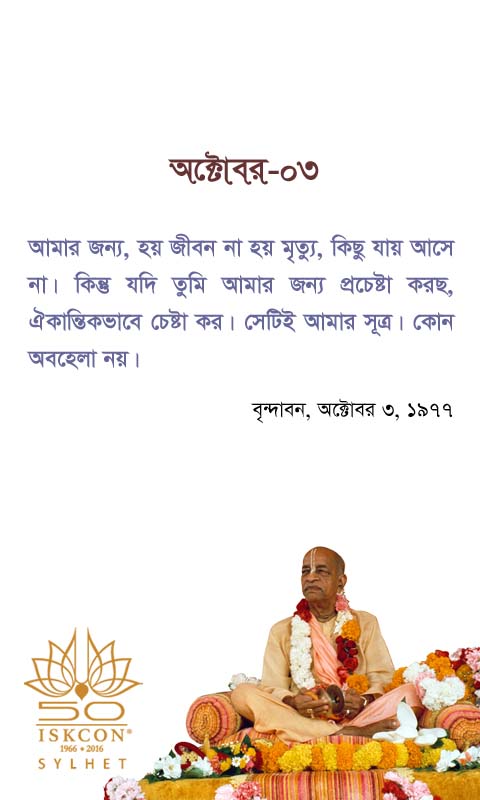 অক্টোবর-০৩
আমার জন্য, হয় জীবন না হয় মৃত্যু, কিছু যায় আসে
না। কিন্তু যদি তুমি আমার জন্য প্রচেষ্টা করছ,
ঐকান্তিকভাবে চেষ্টা কর। সেটিই আমার সূত্র। কোন
অবহেলা নয়।
বৃন্দাবন, অক্টোবর ৩, ১৯৭৭
50
ISKCON®
1966 • 2016
SYLHET